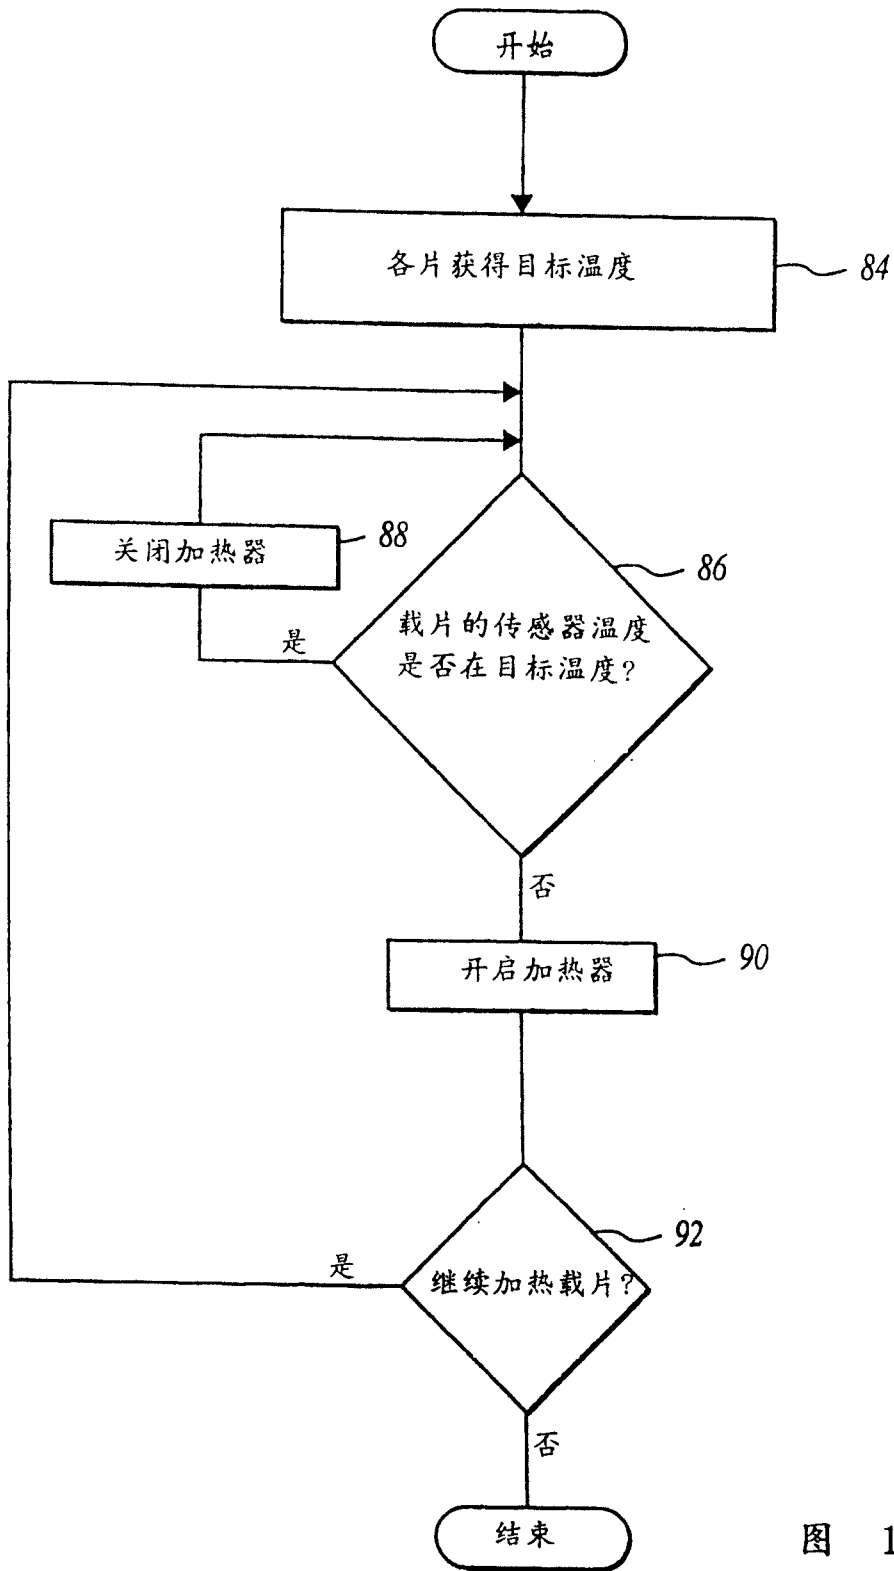 开始
各片获得目标温度
84
关闭加热器
88
86
载片的传感器温度
是否在目标温度?
是
否
开启加热器
90
92
继续加热载片?
是
否
结束
图 1